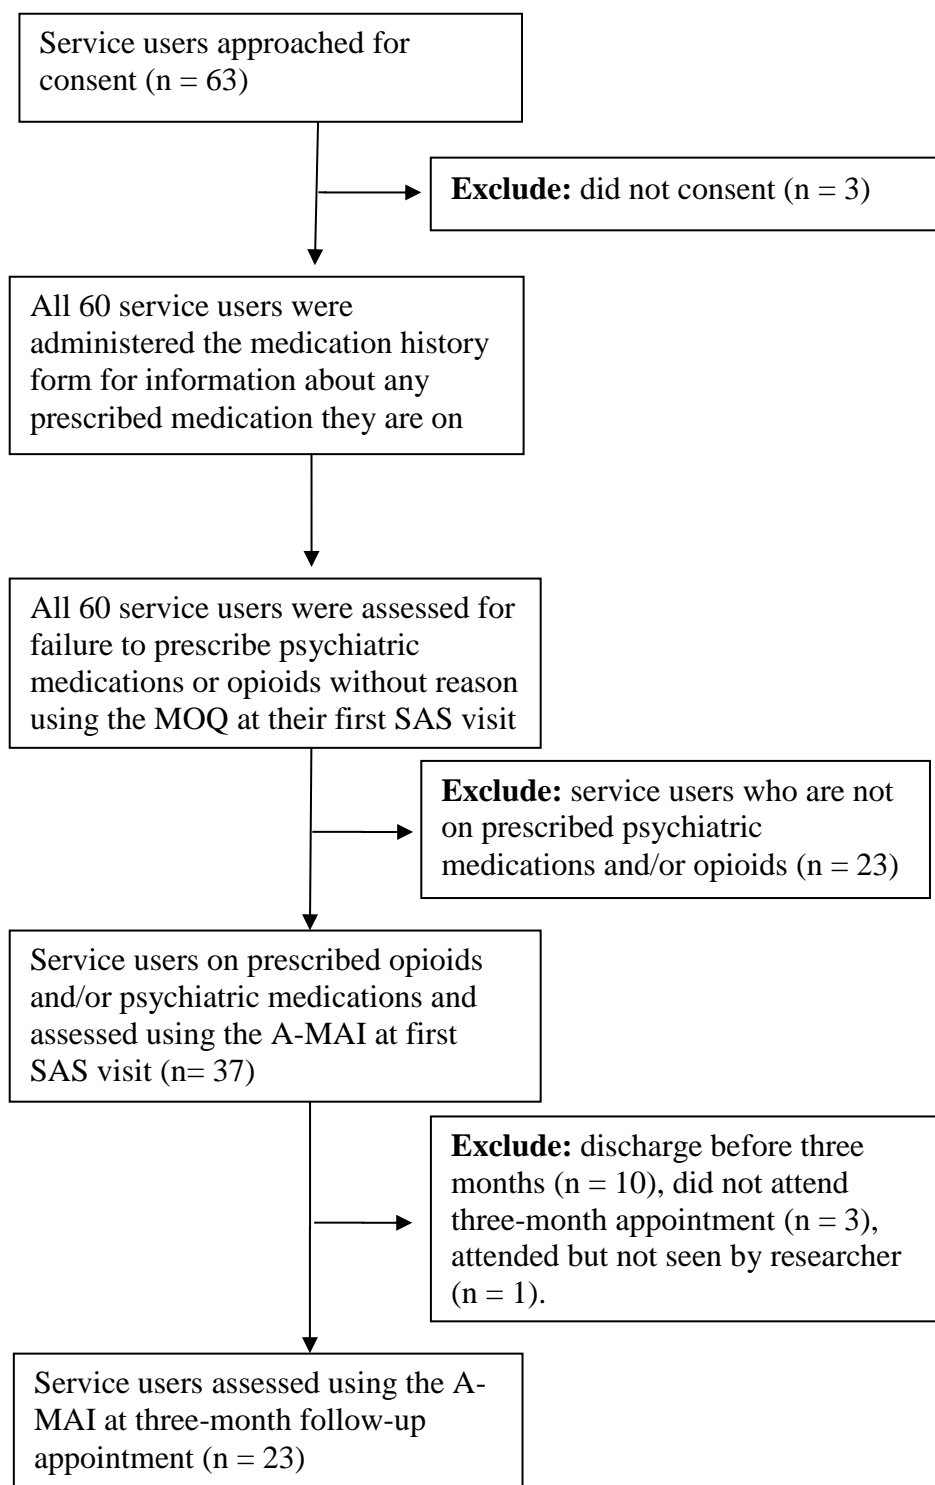 Service users approached for
consent (n = 63)
Exclude: did not consent (n = 3)
All 60 service users were
administered the medication history
form for information about any
prescribed medication they are on
All 60 service users were assessed for
failure to prescribe psychiatric
medications or opioids without reason
using the MOQ at their first SAS visit
Exclude: service users who are not
on prescribed psychiatric
medications and/or opioids (n = 23)
Service users on prescribed opioids
and/or psychiatric medications and
assessed using the A-MAI at first
SAS visit (n= 37)
Exclude: discharge before three
months (n = 10), did not attend
three-month appointment (n = 3),
attended but not seen by researcher
(n = 1).
Service users assessed using the A-
MAI at three-month follow-up
appointment (n = 23)